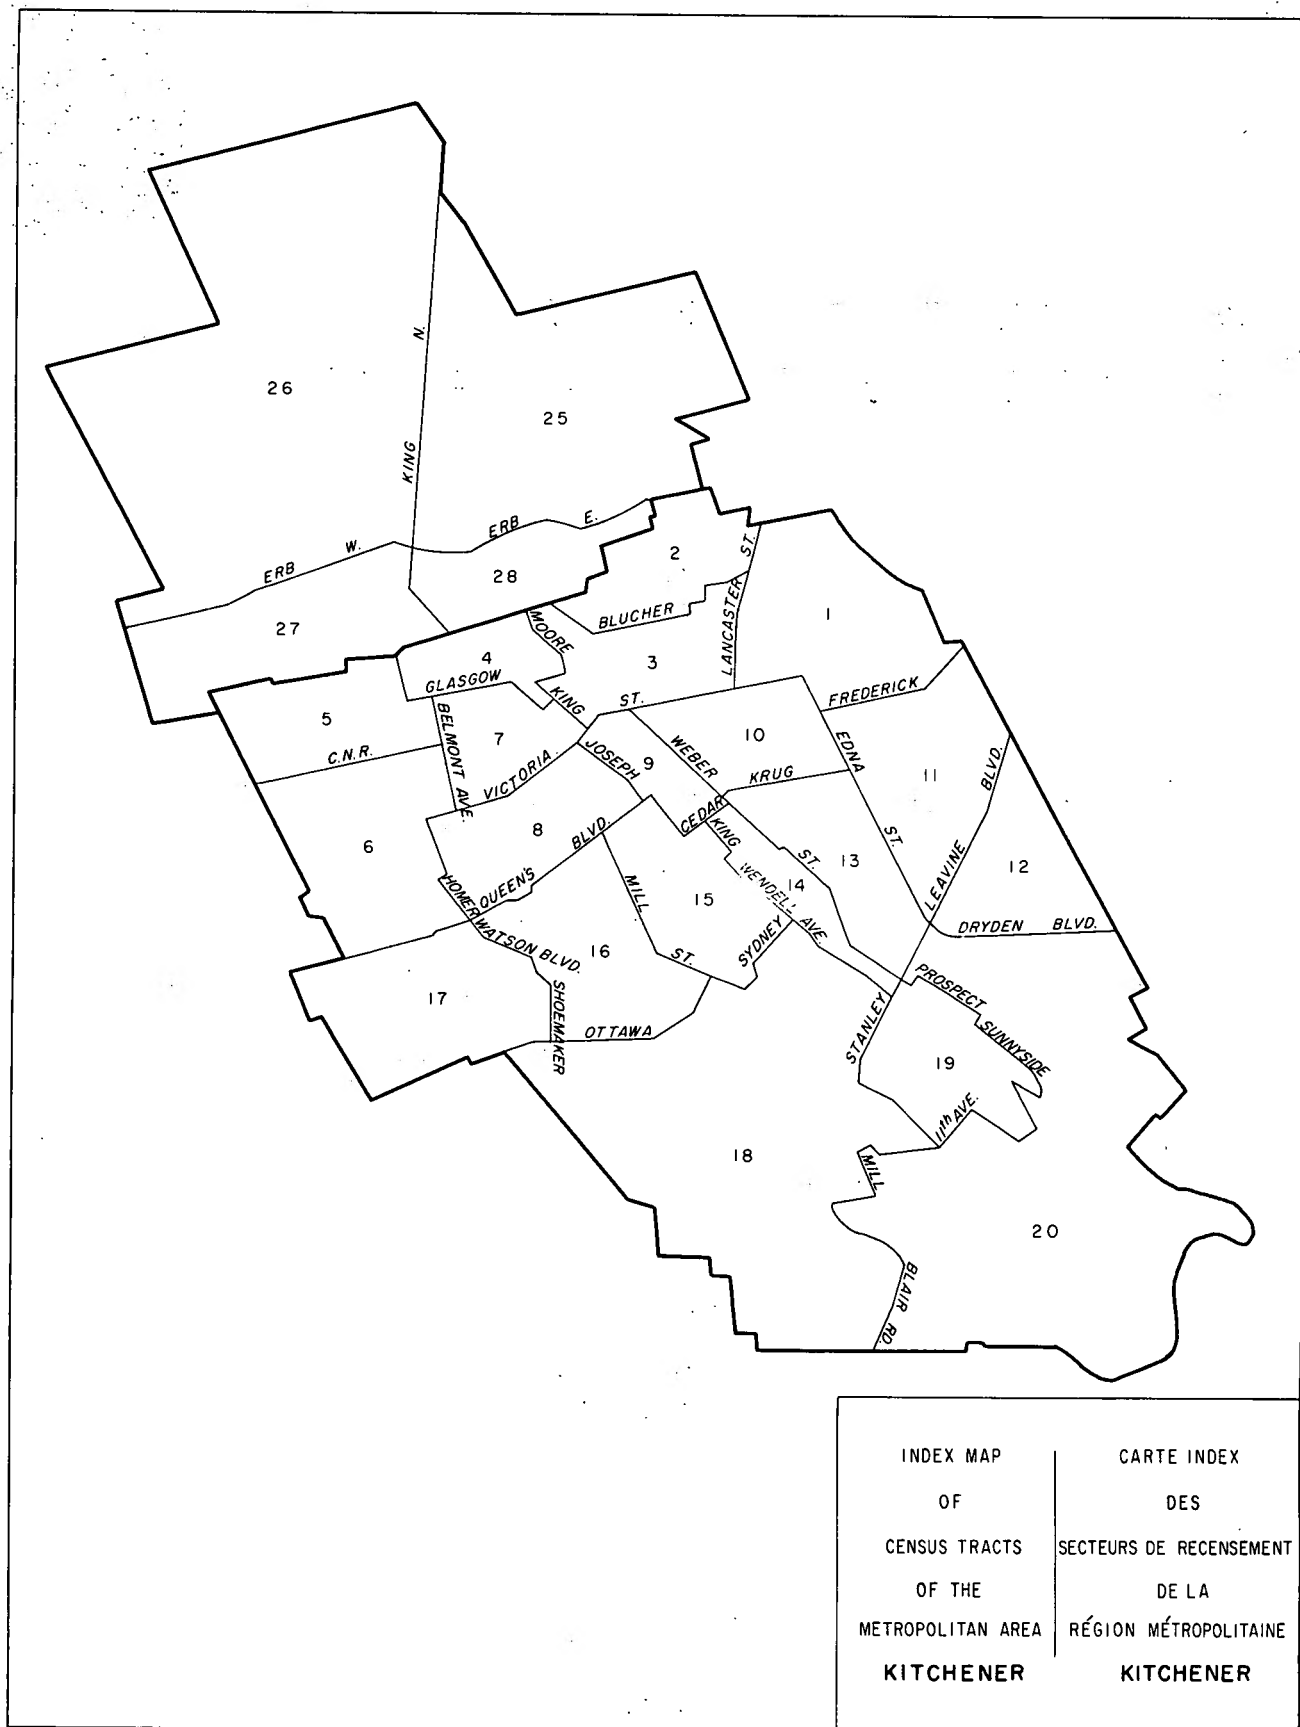 N.
26
25
KING
ERB E.
ERB W.
2
ST.
28
LANCASTER
BLUCHER
1
27
MOORE
4
3
GLASGOW
FREDERICK
KING
ST.
5
BELMONT AVE.
7
10
EDNA
ST.
C.N.R.
JOSEPH
9
WEBER
ST.
BLVD.
VICTORIA
KRUG
11
CEDAR
8
BLVD.
KING
6
13
LEAVINE
12
QUEEN'S
MILL
ST.
WENDELL AVE.
14
15
HOMER WATSON BLVD.
DRYDEN BLVD.
SYDNEY
16
17
PROSPECT
SHOEMAKER
OTTAWA
STANLEY
SUNNYSIDE
19
11th AVE.
18
MILL
20
BLAIR RD.
INDEX MAP
OF
CENSUS TRACTS
OF THE
METROPOLITAN AREA
KITCHENER
CARTE INDEX
DES
SECTEURS DE RECENSEMENT
DE LA
RÉGION MÉTROPOLITAINE
KITCHENER